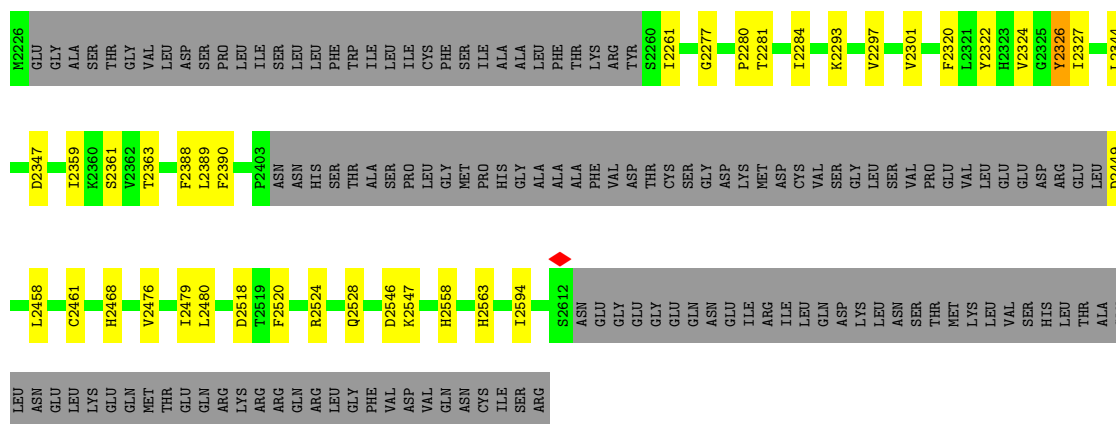 M2226 GLU GLY ALA SER THR GLY VAL LEU ASP SER PRO LEU ILE SER LEU LEU PHE TRP ILE LEU ILE CYS PHE SER ILE ALA ALA LEU PHE THR LYS ARG TYR S2260 I2261 G2277 P2280 T2281 I2284 K2293 V2297 V2301 F2320 L2321 Y2322 H2323 V2324 G2325 Y2326 I2327
D2347 I2359 K2360 S2361 V2362 T2363 F2388 L2389 F2390 P2403 ASN ASN HIS SER THR ALA SER PRO LEU GLY MET PRO HIS GLY ALA ALA ALA PHE VAL ASP THR CYS SER GLY ASP LYS MET ASP CYS VAL SER GLY LEU SER VAL PRO GLU VAL LEU GLU GLU ASP ARG GLU LEU
L2458 C2461 H2468 V2476 I2479 L2480 D2518 T2519 F2520 R2524 Q2528 D2546 K2547 H2558 H2563 I2594 S2612 ASN GLU GLY GLU GLY GLU GLN ASN GLU ILE ARG ILE LEU GLN ASP LYS LEU ASN SER THR MET LYS LEU VAL SER HIS LEU THR ALA
LEU ASN GLU LEU LYS GLU GLN MET THR GLU GLN ARG LYS ARG ARG GLN ARG LEU GLY PHE VAL ASP VAL GLN ASN CYS ILE SER ARG